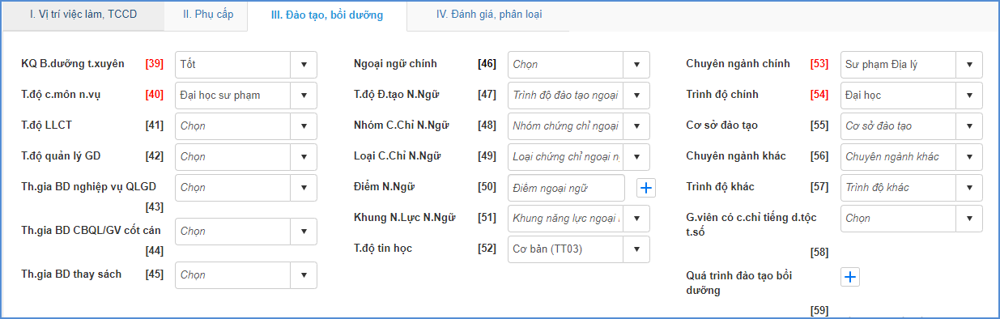 I. Vị trí việc làm, TCCD
II. Phụ cấp
III. Đào tạo, bồi dưỡng
IV. Đánh giá, phân loại
KQ B.dưỡng t.xuyên [39] Tốt
T.độ c.môn n.vụ [40] Đại học sư phạm
T.độ LLCT [41] Chọn
T.độ quản lý GD [42] Chọn
Th.gia BD nghiệp vụ QLGD
[43] Chọn
Th.gia BD CBQL/GV cốt cán
[44] Chọn
Th.gia BD thay sách [45] Chọn
Ngoại ngữ chính [46] Chọn
T.độ Đ.tạo N.Ngữ [47] Trình độ đào tạo ngoại
Nhóm C.Chỉ N.Ngữ [48] Nhóm chứng chỉ ngoại
Loại C.Chỉ N.Ngữ [49] Loại chứng chỉ ngoại n
Điểm N.Ngữ [50] Điểm ngoại ngữ
Khung N.Lực N.Ngữ [51] Khung năng lực ngoại
T.độ tin học [52] Cơ bản (TT03)
Chuyên ngành chính [53] Sư phạm Địa lý
Trình độ chính [54] Đại học
Cơ sở đào tạo [55] Cơ sở đào tạo
Chuyên ngành khác [56] Chuyên ngành khác
Trình độ khác [57] Trình độ khác
G.viên có c.chỉ tiếng d.tộc
t.số
[58] Chọn
Quá trình đào tạo bồi
dưỡng
[59]